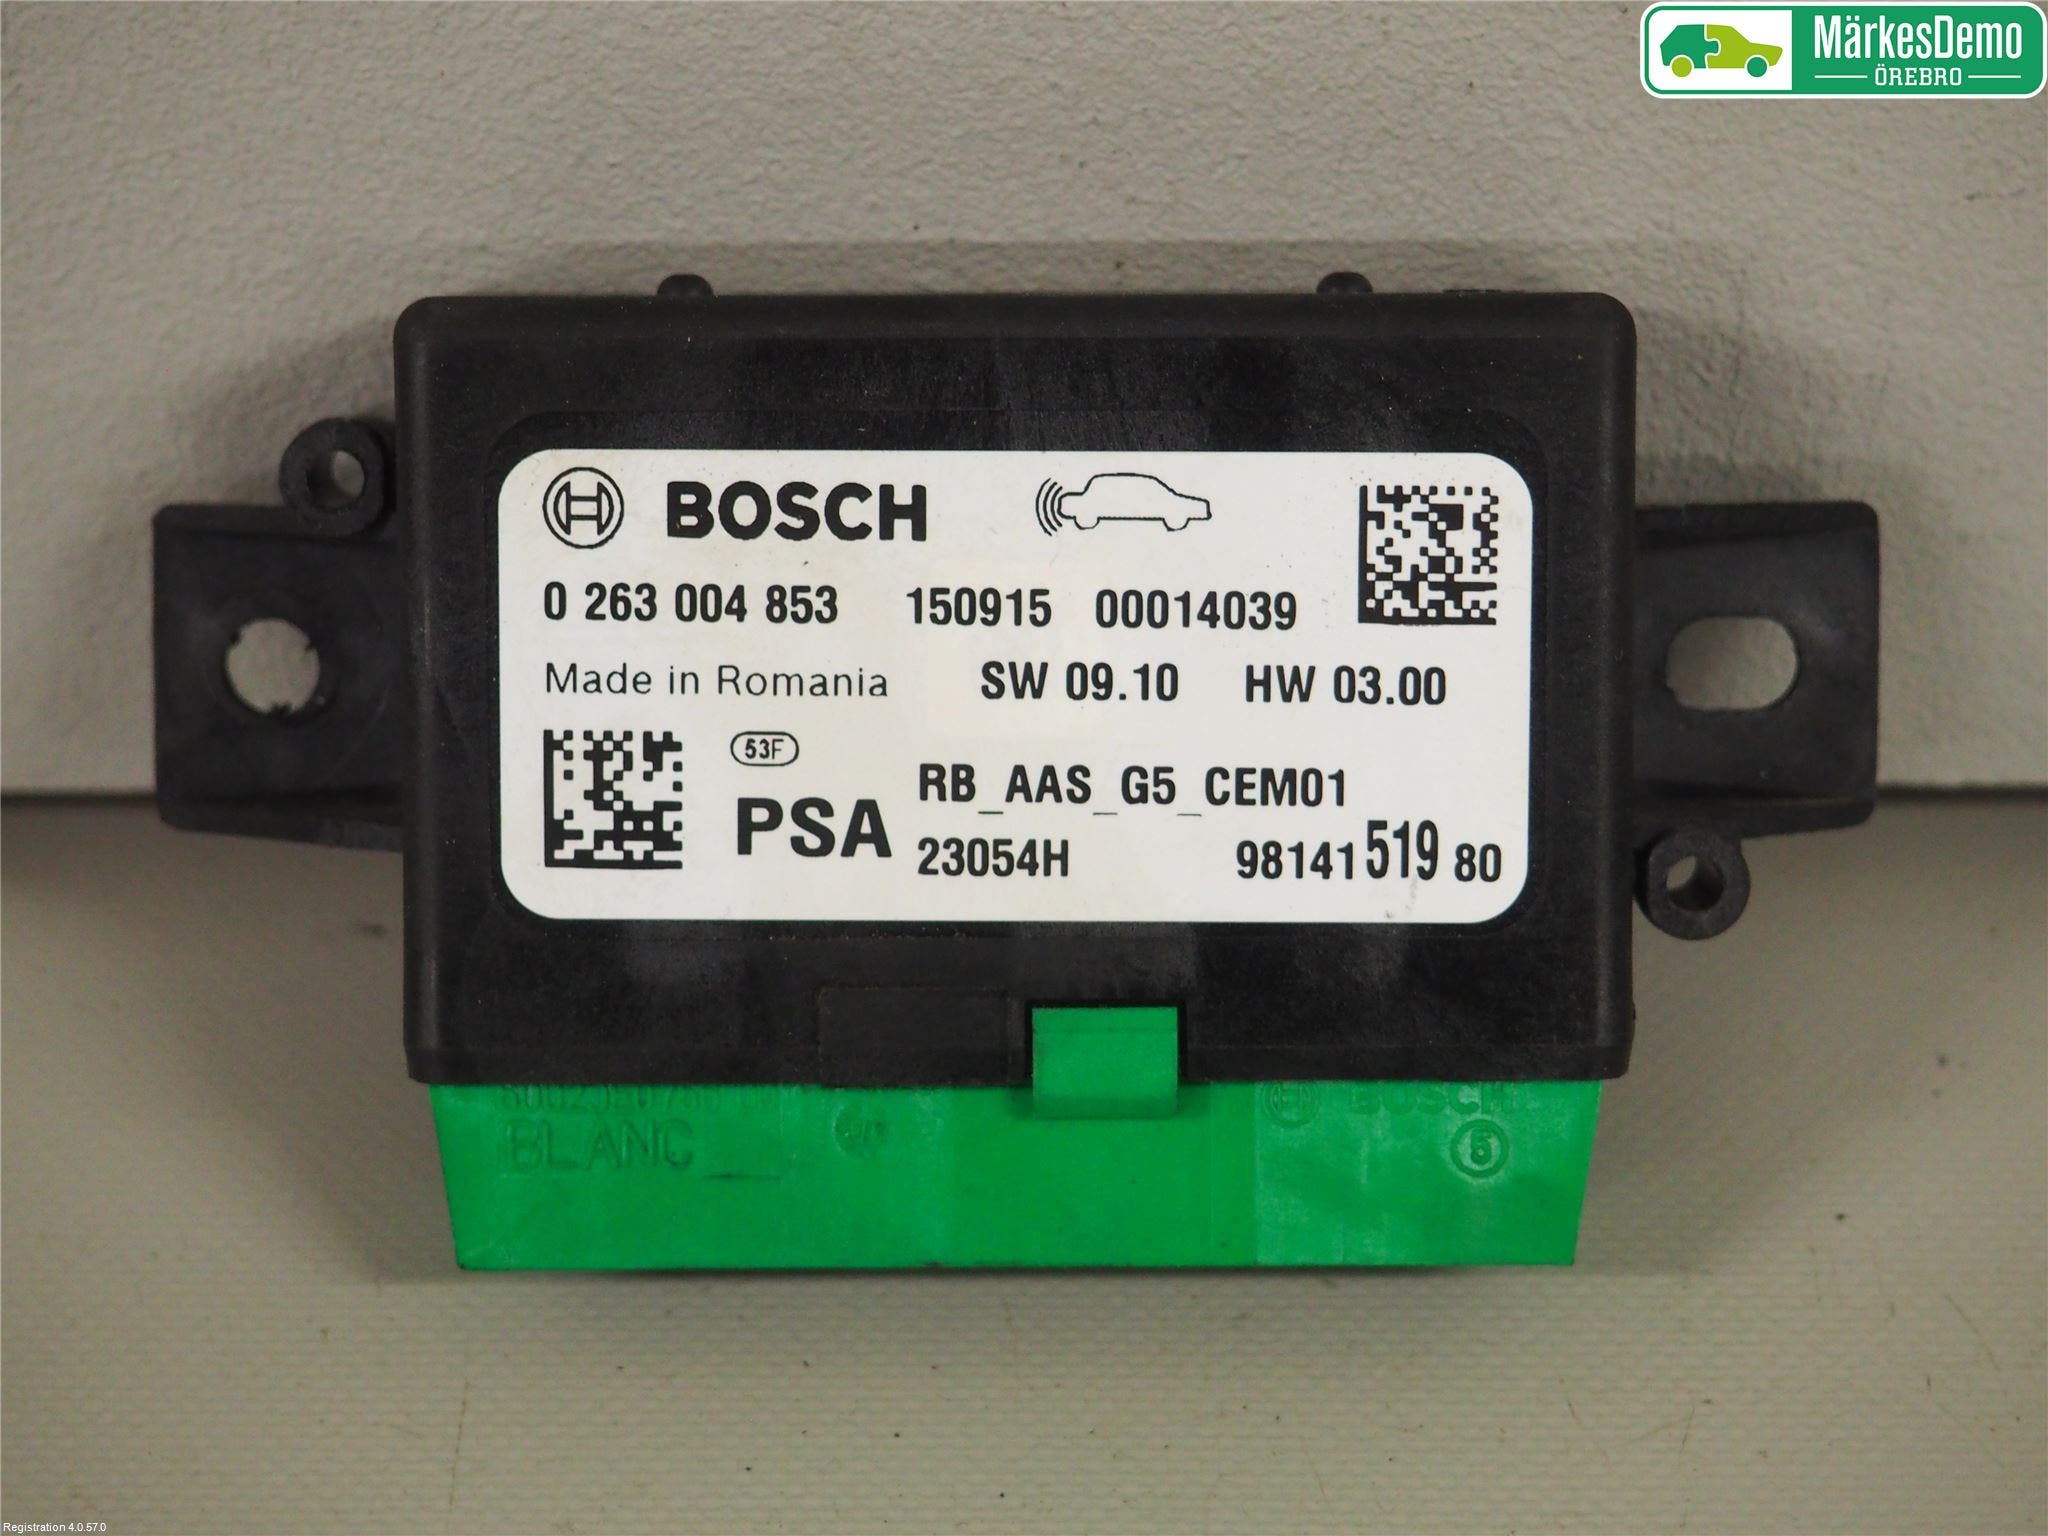 MärkesDemo
ÖREBRO
BOSCH
0 263 004 853 150915 00014039
Made in Romania SW 09.10 HW 03.00
53F
PSA RB_AAS_G5_CEM01
23054H 98141 519 80
BOSCH
BLANC
5
Registration 4.0.57.0